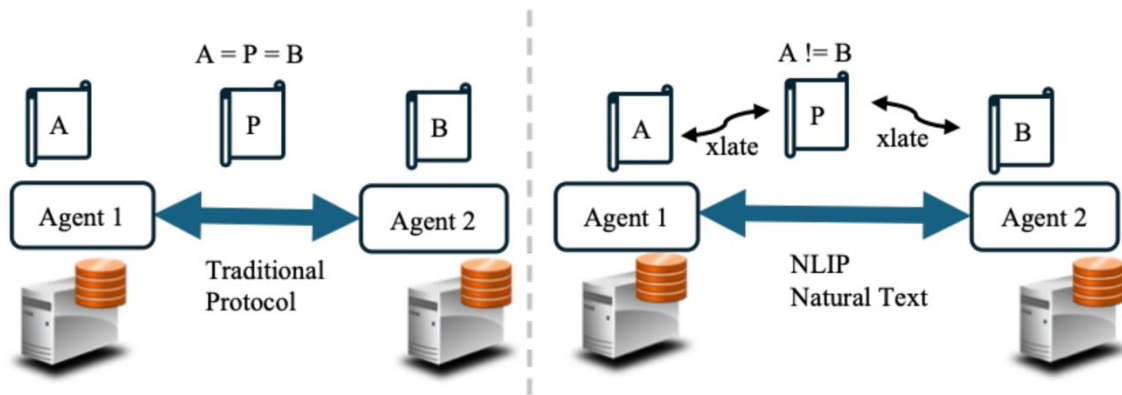 A = P = B
A
P
B
Agent 1
Agent 2
Traditional
Protocol
A != B
A
P
B
xlate
xlate
Agent 1
Agent 2
NLIP
Natural Text